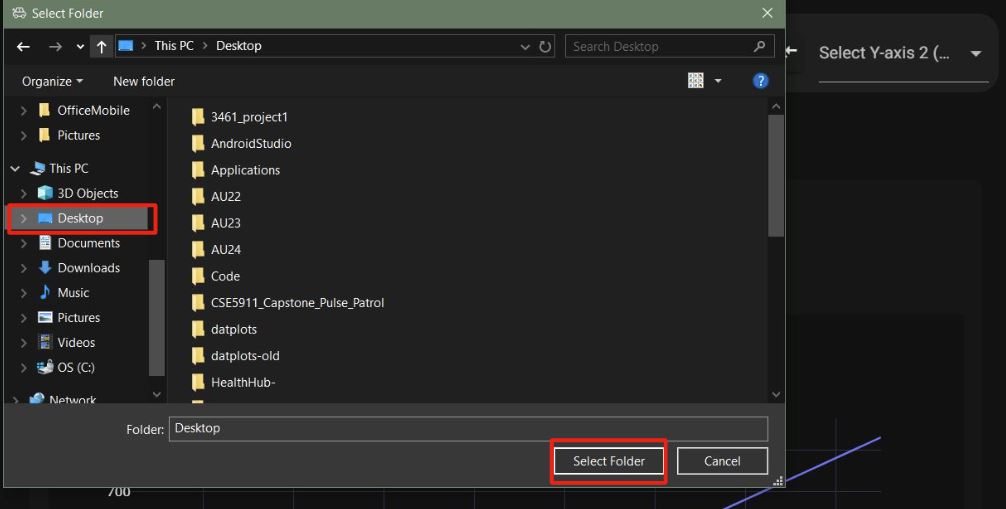 Select Folder
This PC > Desktop
Search Desktop
Select Y-axis 2 (...
Organize
New folder
?
OfficeMobile
Pictures
This PC
3D Objects
Desktop
Documents
Downloads
Music
Pictures
Videos
OS (C:)
Network
3461_project1
AndroidStudio
Applications
AU22
AU23
AU24
Code
CSE5911_Capstone_Pulse_Patrol
datplots
datplots-old
HealthHub-
Folder: Desktop
Select Folder
Cancel
700